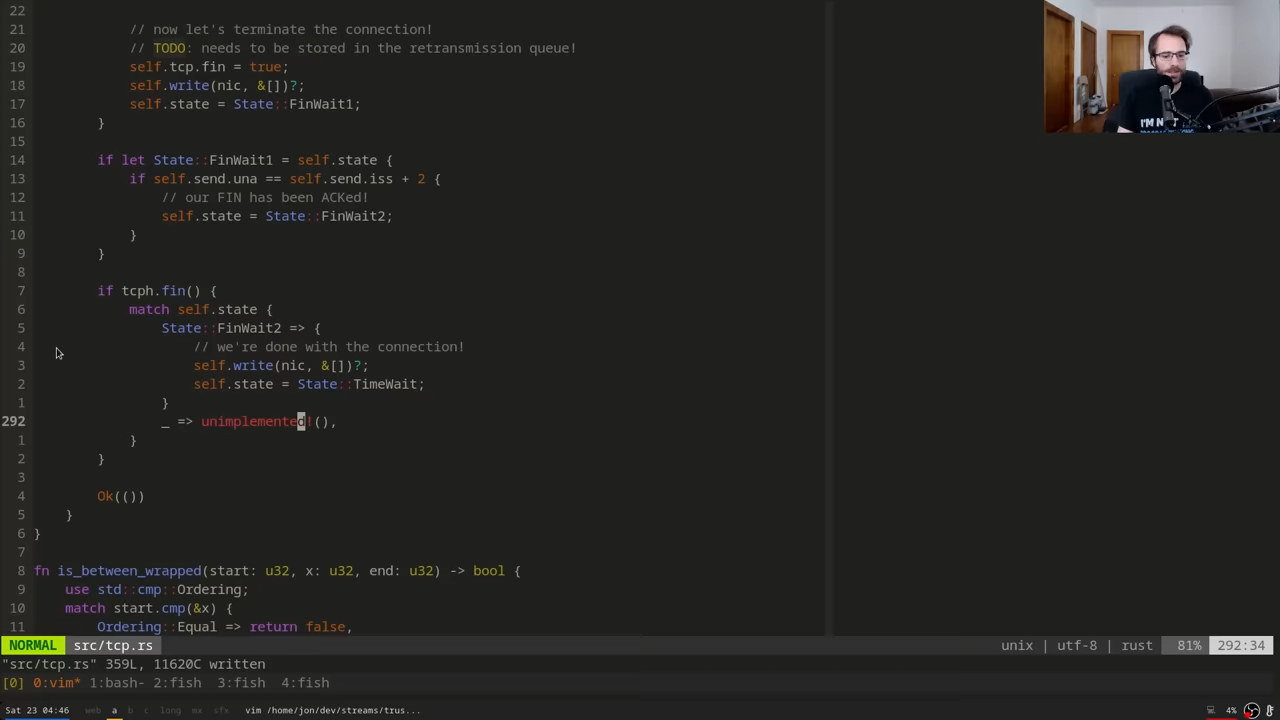 22
21 // now let's terminate the connection!
20 // TODO: needs to be stored in the retransmission queue!
19 self.tcp.fin = true;
18 self.write(nic, &[])?;
17 self.state = State::FinWait1;
16 }
15
14 if let State::FinWait1 = self.state {
13 if self.send.una == self.send.iss + 2 {
12 // our FIN has been ACKed!
11 self.state = State::FinWait2;
10 }
9 }
8
7 if tcph.fin() {
6 match self.state {
5 State::FinWait2 => {
4 // we're done with the connection!
3 self.write(nic, &[])?;
2 self.state = State::TimeWait;
1 }
292 _ => unimplemented!(),
1 }
2 }
3
4 Ok(())
5 }
6 }
7
8 fn is_between_wrapped(start: u32, x: u32, end: u32) -> bool {
9 use std::cmp::Ordering;
10 match start.cmp(&x) {
11 Ordering::Equal => return false,
NORMAL src/tcp.rs unix | utf-8 | rust 81% 292:34
"src/tcp.rs" 359L, 11620C written
[0] 0:vim* 1:bash- 2:fish 3:fish 4:fish
Sat 23 04:46 web a b c long mx sfx vim /home/jon/dev/streams/trus... 4%
I'M NOT